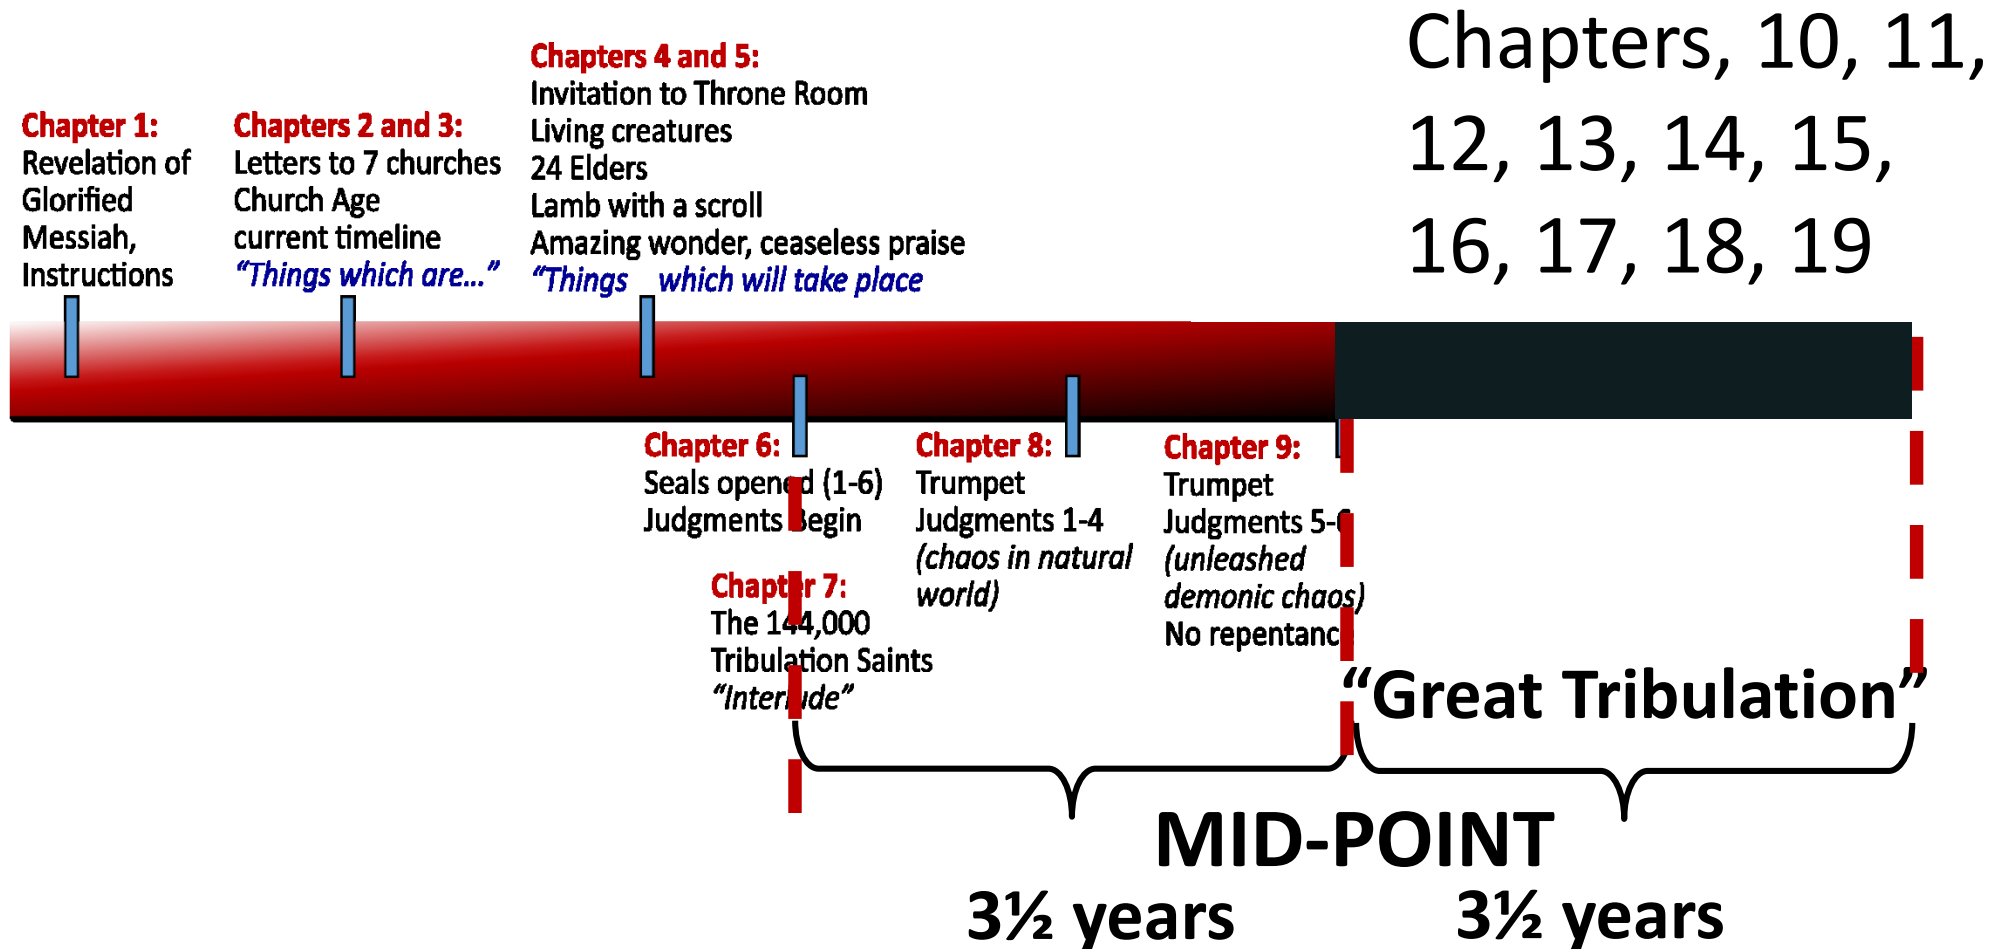 Chapter 1:
Revelation of
Glorified
Messiah,
Instructions
Chapters 2 and 3:
Letters to 7 churches
Church Age
current timeline
“Things which are...”
Chapters 4 and 5:
Invitation to Throne Room
Living creatures
24 Elders
Lamb with a scroll
Amazing wonder, ceaseless praise
“Things which will take place
Chapters, 10, 11,
12, 13, 14, 15,
16, 17, 18, 19
Chapter 6:
Seals opened (1-6)
Judgments Begin
Chapter 7:
The 144,000
Tribulation Saints
“Interlude”
Chapter 8:
Trumpet
Judgments 1-4
(chaos in natural
world)
Chapter 9:
Trumpet
Judgments 5-6
(unleashed
demonic chaos)
No repentance
“Great Tribulation”
MID-POINT
3½ years
3½ years